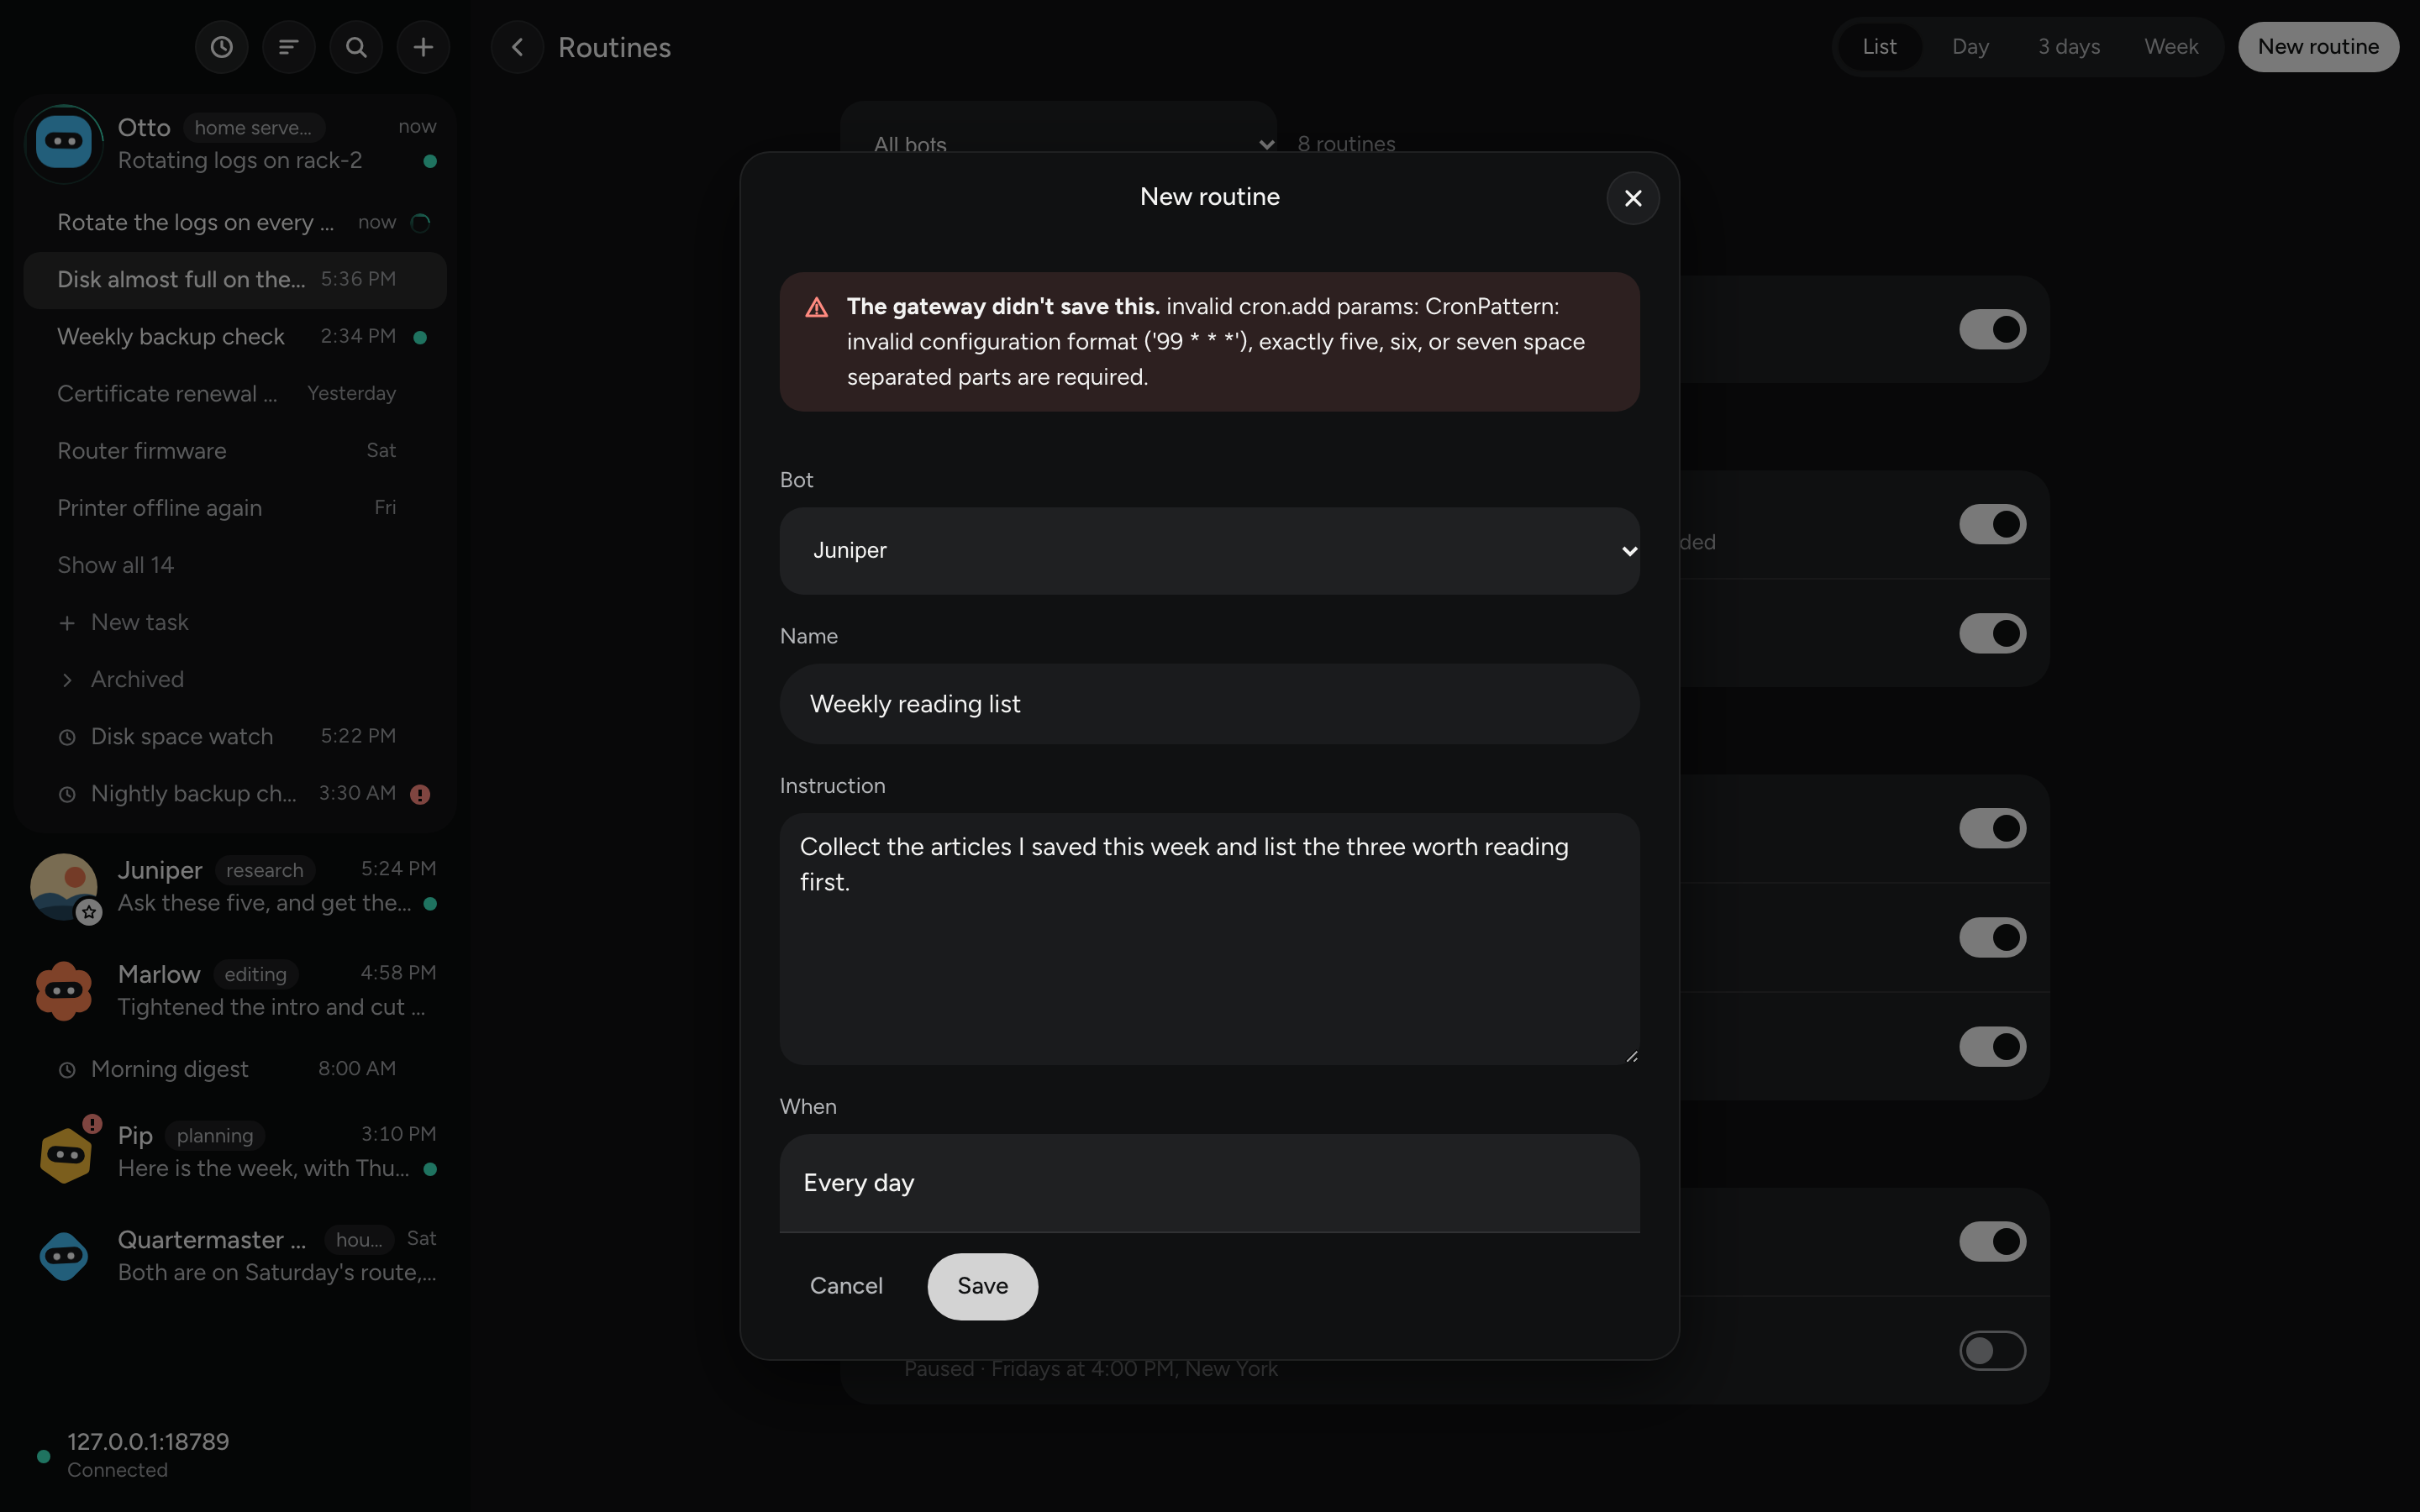 Routines
List
Day
3 days
Week
New routine
Otto
home serve...
now
Rotating logs on rack-2
Rotate the logs on every ...
now
Disk almost full on the...
5:36 PM
Weekly backup check
2:34 PM
Certificate renewal ...
Yesterday
Router firmware
Sat
Printer offline again
Fri
Show all 14
New task
Archived
Disk space watch
5:22 PM
Nightly backup ch...
3:30 AM
Juniper
research
5:24 PM
Ask these five, and get the...
Marlow
editing
4:58 PM
Tightened the intro and cut ...
Morning digest
8:00 AM
Pip
planning
3:10 PM
Here is the week, with Thu...
Quartermaster ...
hou...
Sat
Both are on Saturday's route,...
127.0.0.1:18789
Connected
All bots
8 routines
New routine
The gateway didn't save this. invalid cron.add params: CronPattern:
invalid configuration format ('99 * * *'), exactly five, six, or seven space
separated parts are required.
Bot
Juniper
Name
Weekly reading list
Instruction
Collect the articles I saved this week and list the three worth reading
first.
When
Every day
Cancel
Save
ded
Paused · Fridays at 4:00 PM, New York